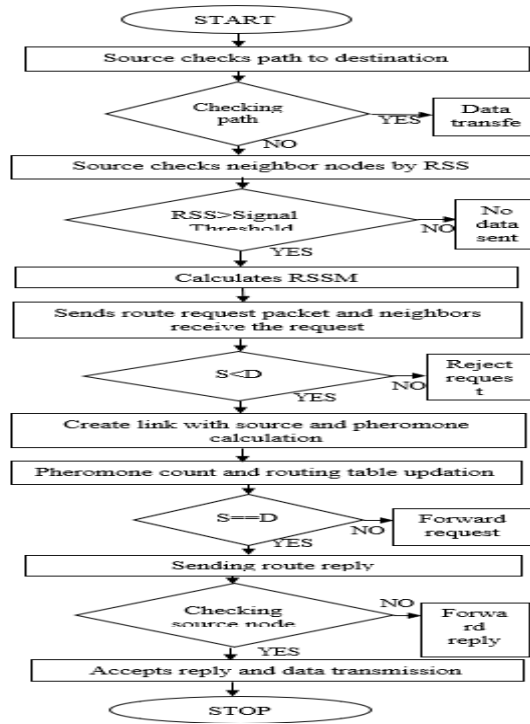 START
Source checks path to destination
Checking
path
YES
Data
transfe
NO
Source checks neighbor nodes by RSS
RSS>Signal
Threshold
NO
No
data
sent
YES
Calculates RSSM
Sends route request packet and neighbors
receive the request
S<D
NO
Reject
reques
t
YES
Create link with source and pheromone
calculation
Pheromone count and routing table updation
S==D
NO
Forward
request
YES
Sending route reply
Checking
source node
NO
Forwa
rd
reply
YES
Accepts reply and data transmission
STOP